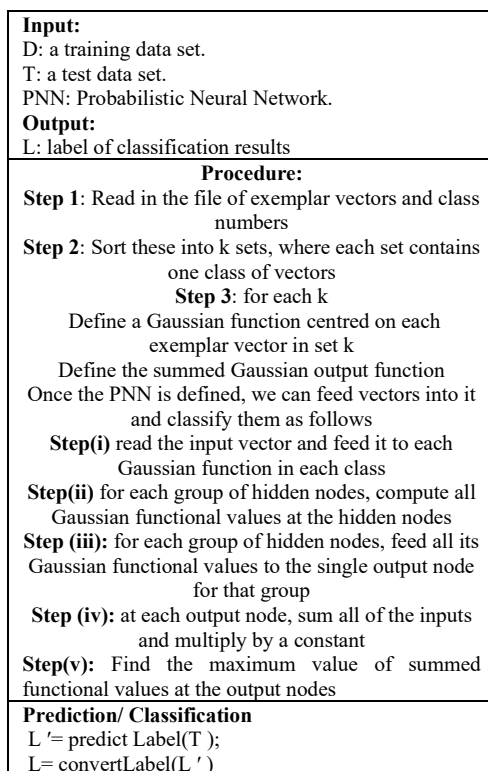 Input:
D: a training data set.
T: a test data set.
PNN: Probabilistic Neural Network.
Output:
L: label of classification results
Procedure:
Step 1: Read in the file of exemplar vectors and class
numbers
Step 2: Sort these into k sets, where each set contains
one class of vectors
Step 3: for each k
Define a Gaussian function centred on each
exemplar vector in set k
Define the summed Gaussian output function
Once the PNN is defined, we can feed vectors into it
and classify them as follows
Step(i) read the input vector and feed it to each
Gaussian function in each class
Step(ii) for each group of hidden nodes, compute all
Gaussian functional values at the hidden nodes
Step (iii): for each group of hidden nodes, feed all its
Gaussian functional values to the single output node
for that group
Step (iv): at each output node, sum all of the inputs
and multiply by a constant
Step(v): Find the maximum value of summed
functional values at the output nodes
Prediction/ Classification
L ′= predict Label(T );
L= convertLabel(L ′ )